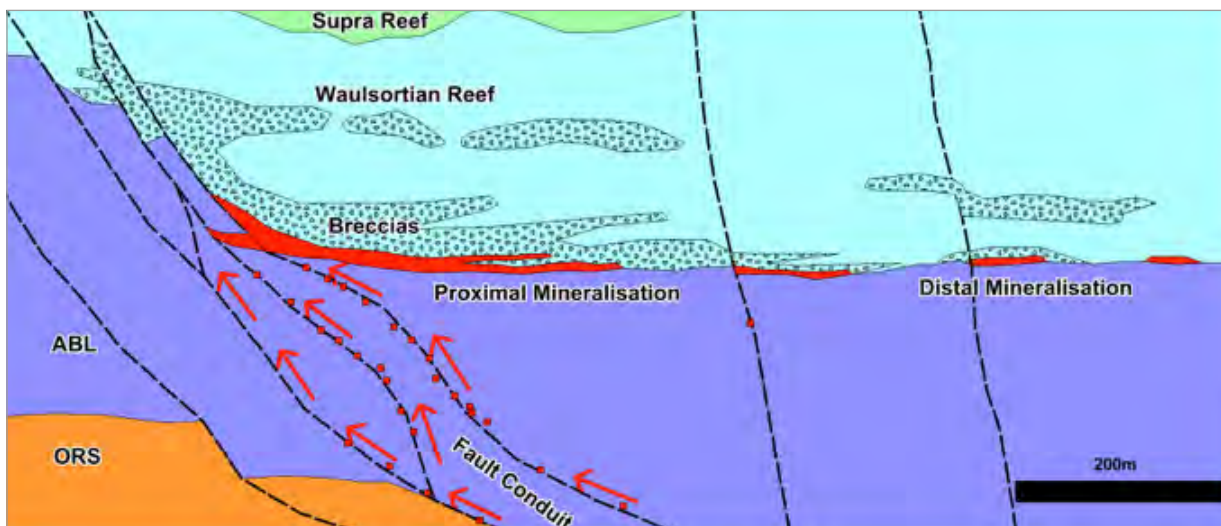 Supra Reef
Waulsortian Reef
Breccias
Proximal Mineralisation
Distal Mineralisation
ABL
ORS
Fault Conduit
200m